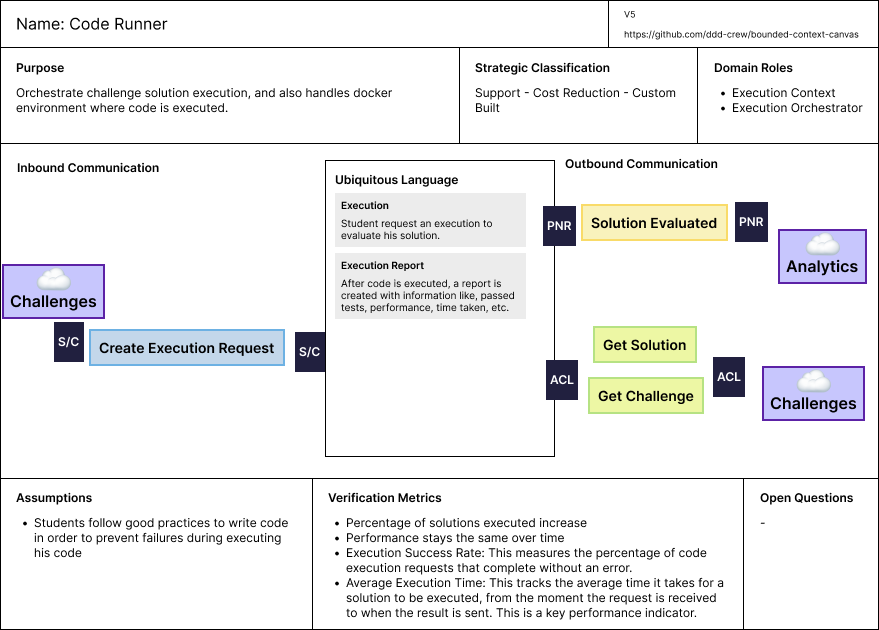 Name: Code Runner
V5
https://github.com/ddd-crew/bounded-context-canvas
Purpose
Orchestrate challenge solution execution, and also handles docker
environment where code is executed.
Strategic Classification
Support - Cost Reduction - Custom
Built
Domain Roles
• Execution Context
• Execution Orchestrator
Inbound Communication
Challenges
S/C
Create Execution Request
S/C
Ubiquitous Language
Execution
Student request an execution to
evaluate his solution.
Execution Report
After code is executed, a report is
created with information like, passed
tests, performance, time taken, etc.
Outbound Communication
PNR
Solution Evaluated
PNR
Analytics
ACL
Get Solution
Get Challenge
ACL
Challenges
Assumptions
• Students follow good practices to write code
in order to prevent failures during executing
his code
Verification Metrics
• Percentage of solutions executed increase
• Performance stays the same over time
• Execution Success Rate: This measures the percentage of code
execution requests that complete without an error.
• Average Execution Time: This tracks the average time it takes for a
solution to be executed, from the moment the request is received
to when the result is sent. This is a key performance indicator.
Open Questions
-